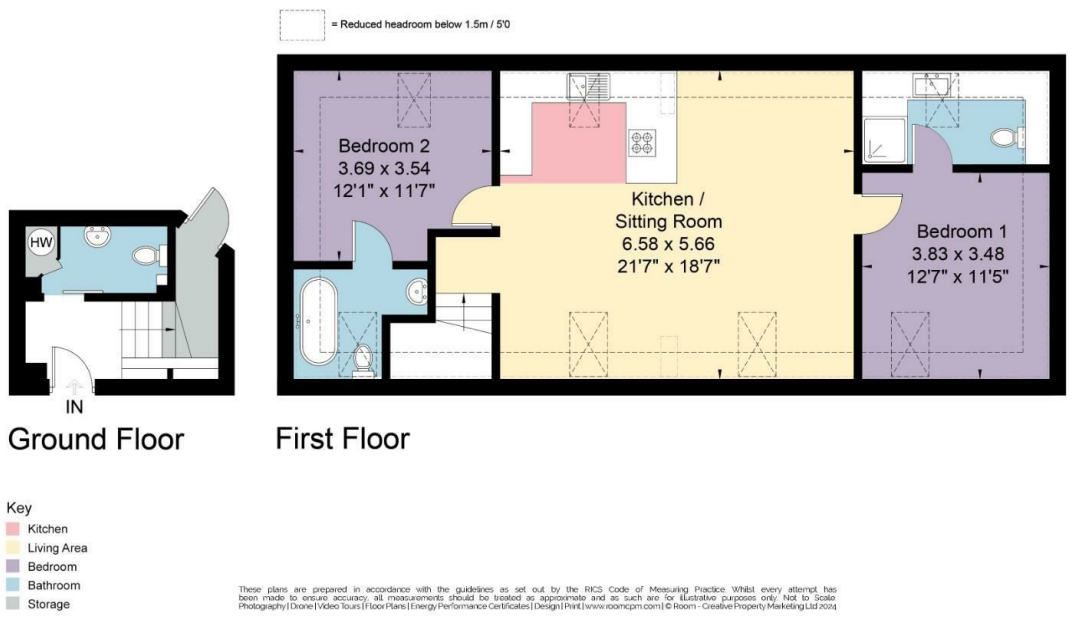 = Reduced headroom below 1.5m / 5'0
Bedroom 2
3.69 x 3.54
12'1" x 11'7"
Kitchen /
Sitting Room
6.58 x 5.66
21'7" x 18'7"
Bedroom 1
3.83 x 3.48
12'7" x 11'5"
HW
IN
Ground Floor
First Floor
Key
Kitchen
Living Area
Bedroom
Bathroom
Storage
These plans are prepared in accordance with the guidelines as set out by the RICS Code of Measuring Practice. Whilst every attempt has
been made to ensure accuracy, all measurements should be treated as approximate and as such are for illustrative purposes only. Not to Scale.
Photography | Drone | Video Tours | Floor Plans | Energy Performance Certificates | Design | Print | www.roomcpm.com | © Room - Creative Property Marketing Ltd 2024